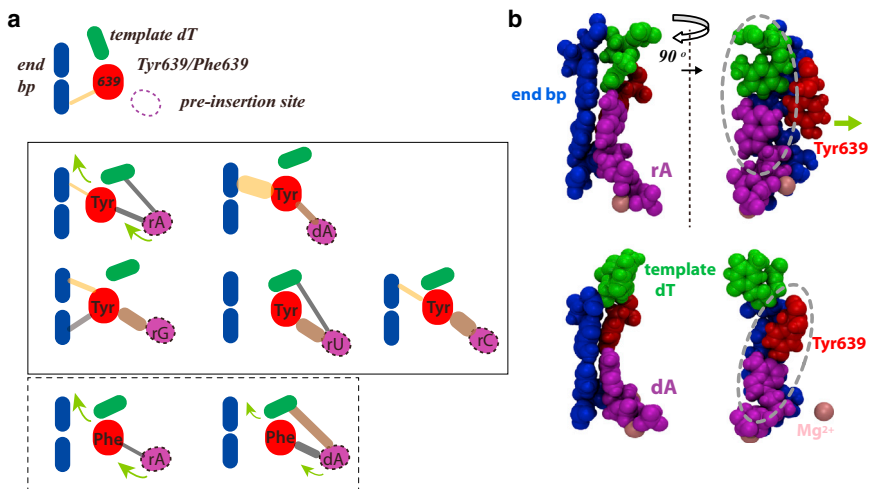 a
template dT
end
bp
639
Tyr639/Phe639
pre-insertion site
Tyr
rA
Tyr
dA
Tyr
rG
Tyr
rU
Tyr
rC
Phe
rA
Phe
dA
b
90 o
end bp
rA
Tyr639
template
dT
dA
Tyr639
Mg2+